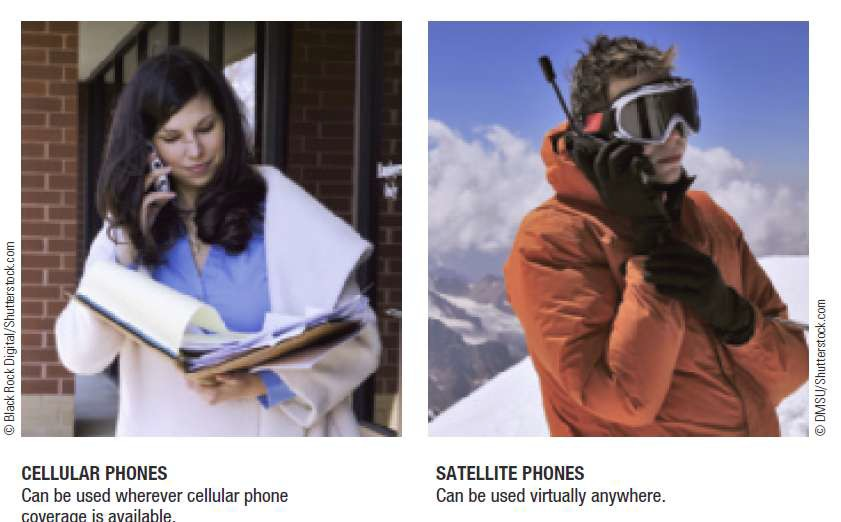 © Black Rock Digital/Shutterstock.com
© DMSU/Shutterstock.com
CELLULAR PHONES
Can be used wherever cellular phone
coverage is available.
SATELLITE PHONES
Can be used virtually anywhere.